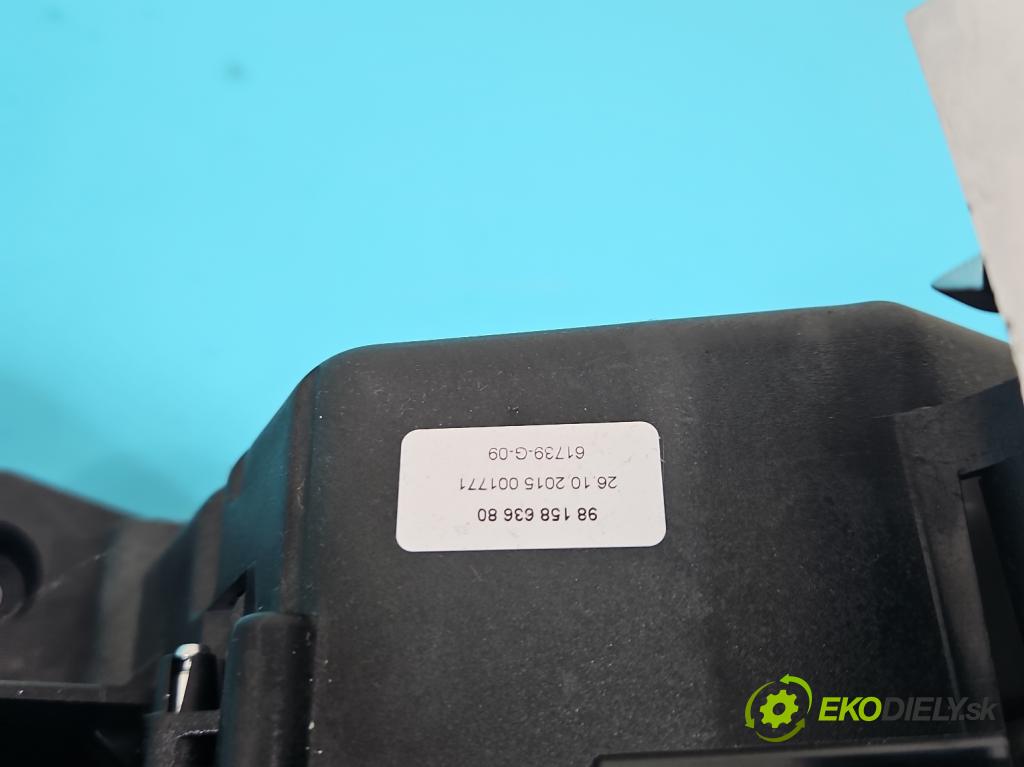 98 158 636 80
26.10.2015 001771
61739-G-09
EKODIELY.sk